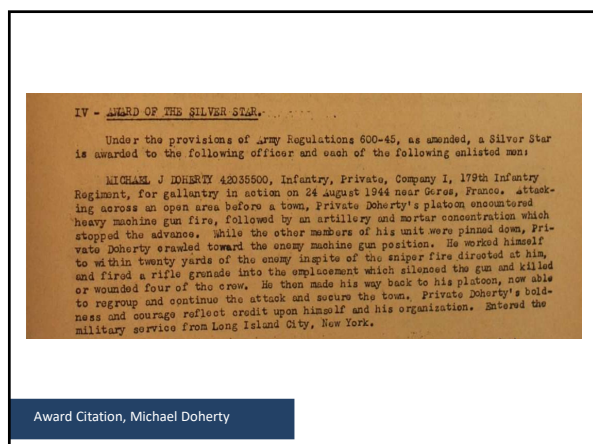 IV - AWARD OF THE SILVER STAR.
Under the provisions of Army Regulations 600-45, as amended, a Silver Star
is awarded to the following officer and each of the following enlisted men:
MICHAEL J DOHERTY 42035500, Infantry, Private, Company I, 179th Infantry
Regiment, for gallantry in action on 24 August 1944 near Geres, France. Attack-
ing across an open area before a town, Private Doherty's platoon encountered
heavy machine gun fire, followed by an artillery and mortar concentration which
stopped the advance. While the other members of his unit were pinned down, Pri-
vate Doherty crawled toward the enemy machine gun position. He worked himself
to within twenty yards of the enemy inspite of the sniper fire directed at him,
and fired a rifle grenade into the emplacement which silenced the gun and killed
or wounded four of the crew. He then made his way back to his platoon, now able
to regroup and continue the attack and secure the town. Private Doherty's bold-
ness and courage reflect credit upon himself and his organization. Entered the
military service from Long Island City, New York.
Award Citation, Michael Doherty